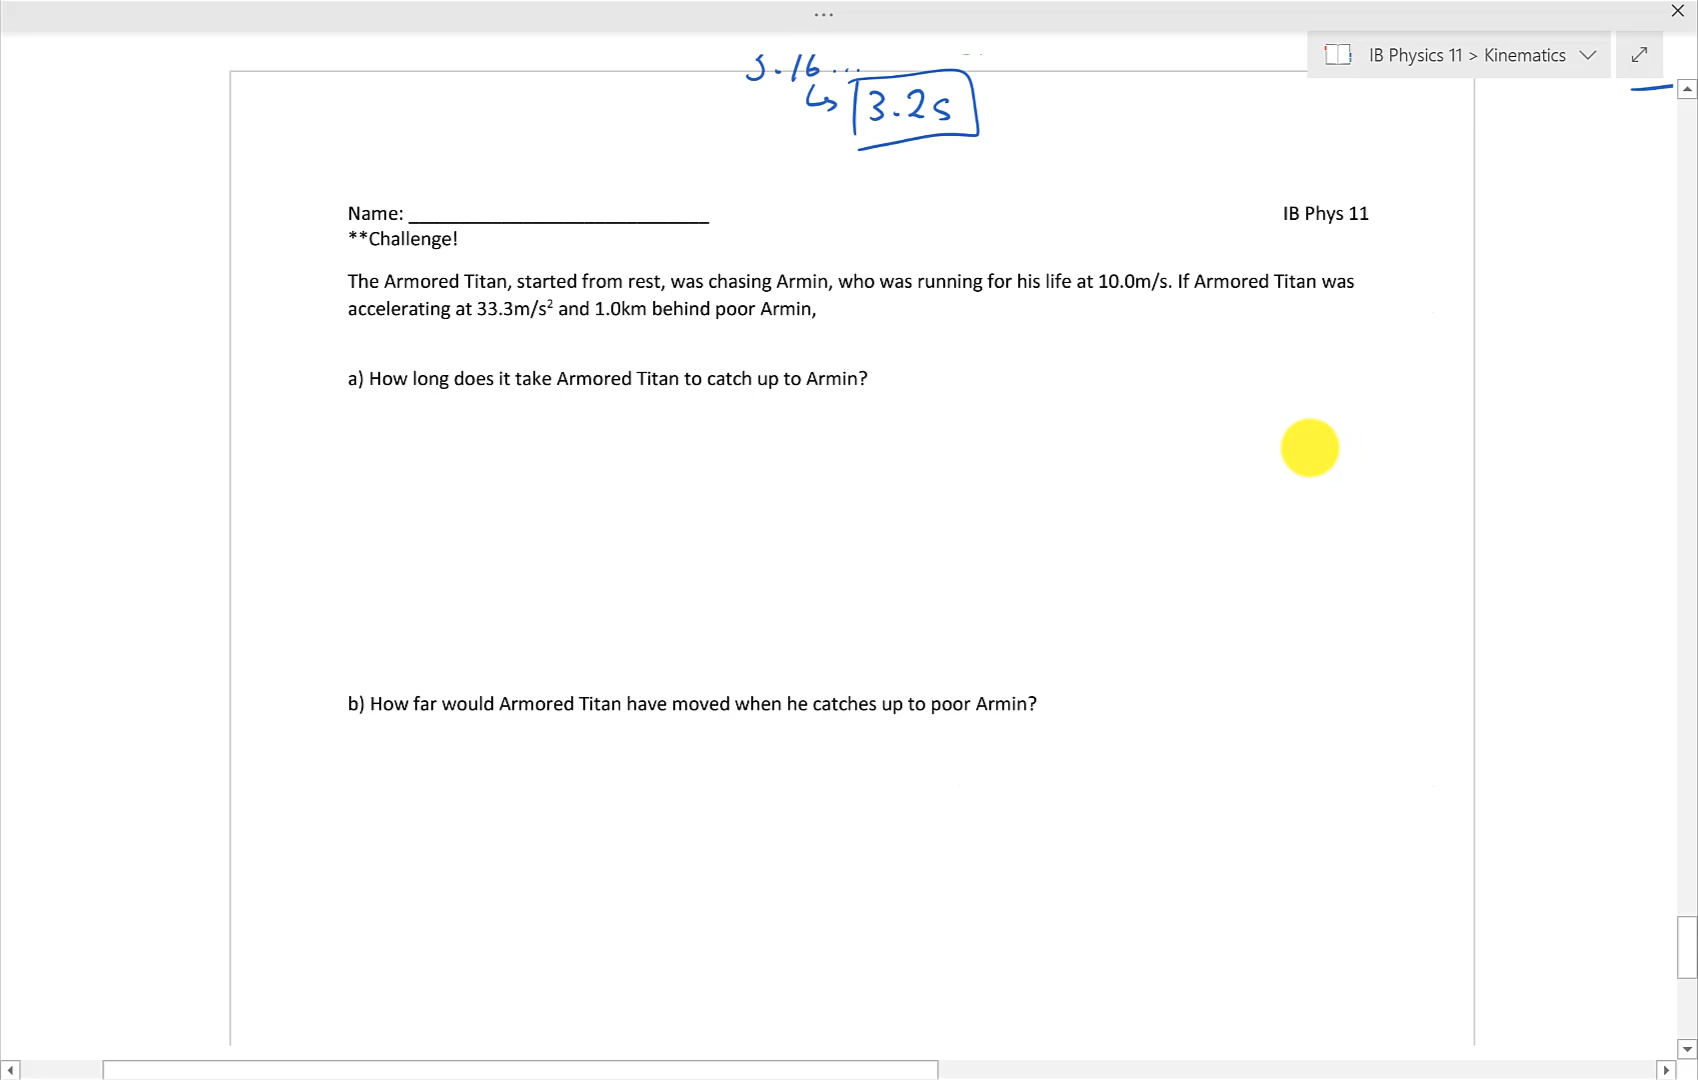 ...
IB Physics 11 > Kinematics
3.16...
↳ 3.2s
Name: ______________________________
IB Phys 11
**Challenge!
The Armored Titan, started from rest, was chasing Armin, who was running for his life at 10.0m/s. If Armored Titan was
accelerating at 33.3m/s² and 1.0km behind poor Armin,
a) How long does it take Armored Titan to catch up to Armin?
b) How far would Armored Titan have moved when he catches up to poor Armin?